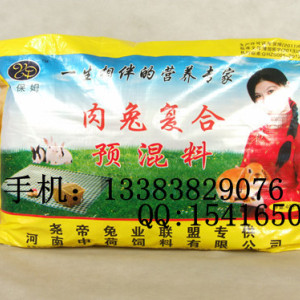 保姆
一生相伴的营养专家
肉兔复合
预混料
手机：13383829076
QQ:1541650
尧帝兔业联盟专供
河南中荷饲料有限公司